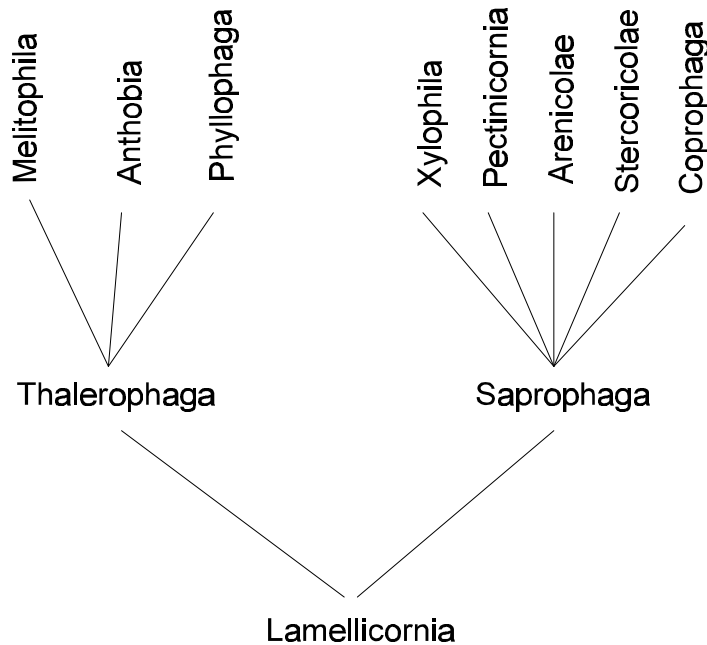 Melitophila
Anthobia
Phyllophaga
Xylophila
Pectinicornia
Arenicolae
Stercoricolae
Coprophaga
Thalerophaga
Saprophaga
Lamellicornia